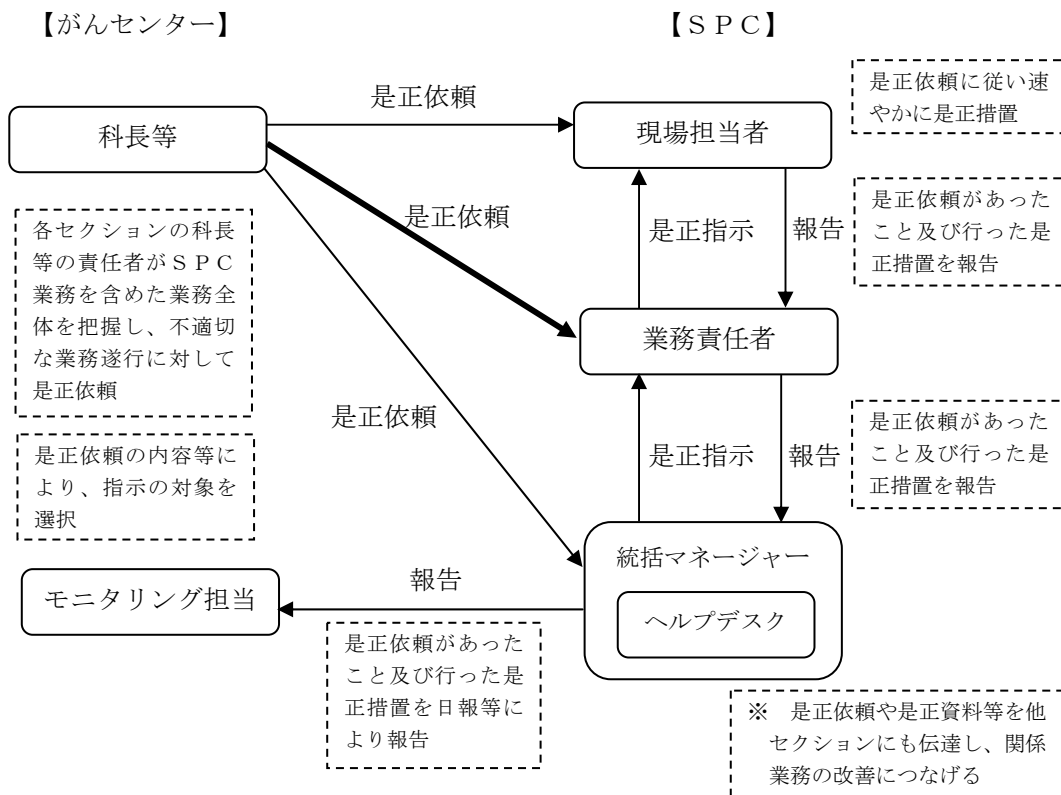 【がんセンター】
【ＳＰＣ】
是正依頼に従い速
やかに是正措置
是正依頼
科長等
現場担当者
是正依頼があった
こと及び行った是
正措置を報告
各セクションの科長
等の責任者がＳＰＣ
業務を含めた業務全
体を把握し、不適切
な業務遂行に対して
是正依頼
是正依頼
是正指示
報告
業務責任者
是正依頼
是正依頼の内容等に
より、指示の対象を
選択
是正指示
報告
是正依頼があった
こと及び行った是
正措置を報告
統括マネージャー
ヘルプデスク
モニタリング担当
報告
是正依頼があった
こと及び行った是
正措置を日報等に
より報告
※　是正依頼や是正資料等を他
セクションにも伝達し、関係
業務の改善につなげる